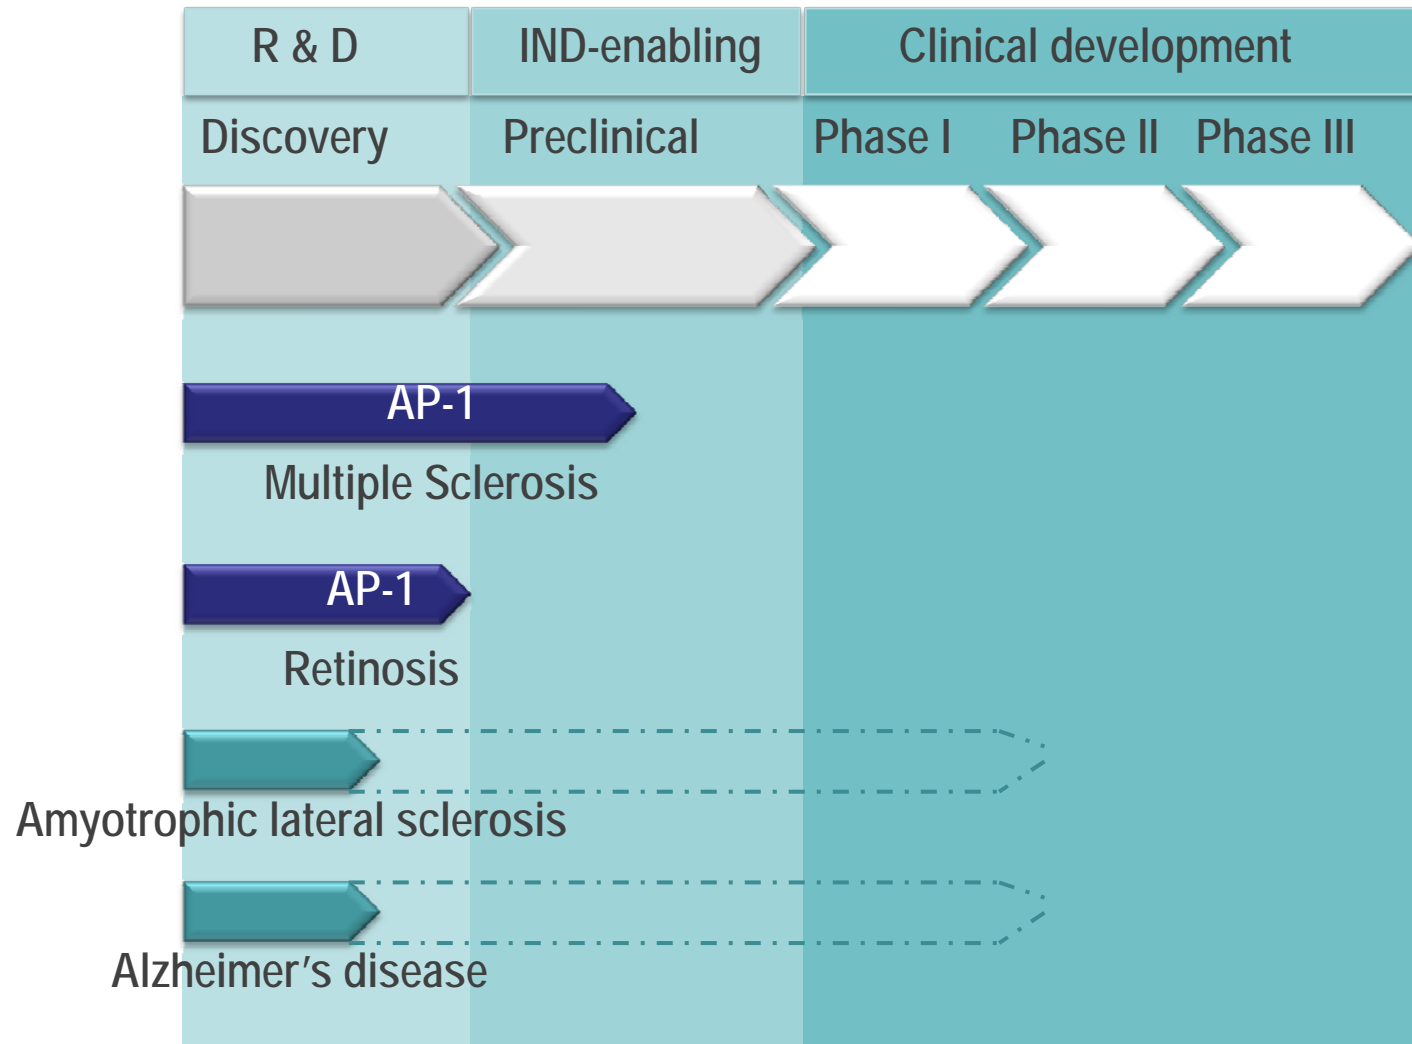 R & D
IND-enabling
Clinical development
Discovery
Preclinical
Phase I
Phase II
Phase III
AP-1
Multiple Sclerosis
AP-1
Retinosis
Amyotrophic lateral sclerosis
Alzheimer’s disease